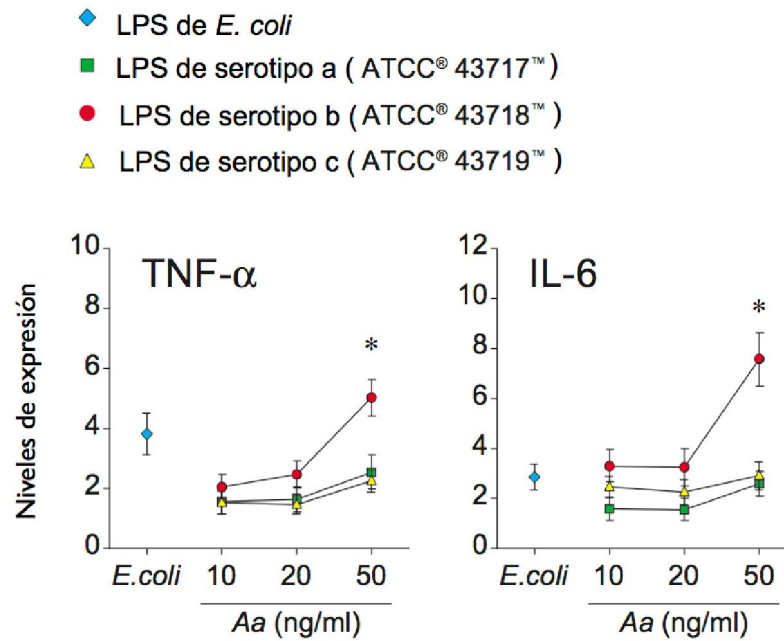 LPS de E. coli
LPS de serotipo a ( ATCC® 43717™ )
LPS de serotipo b ( ATCC® 43718™ )
LPS de serotipo c ( ATCC® 43719™ )
Niveles de expresión
TNF-α
10
8
6
4
2
0
*
E.coli 10 20 50
Aa (ng/ml)
IL-6
12
10
8
6
4
2
0
*
E.coli 10 20 50
Aa (ng/ml)